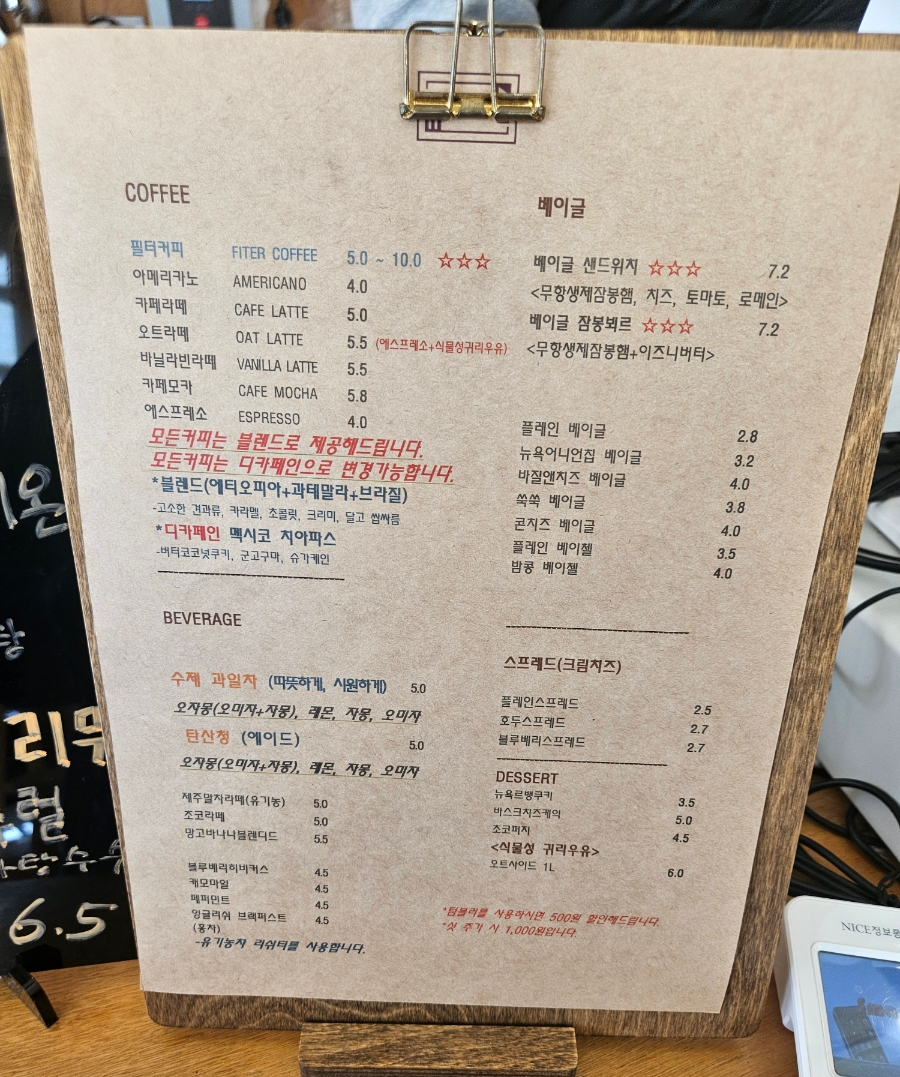 COFFEE
필터커피 FITER COFFEE 5.0 ~ 10.0 ☆☆☆
아메리카노 AMERICANO 4.0
카페라떼 CAFE LATTE 5.0
오트라떼 OAT LATTE 5.5 (에스프레소+식물성귀리우유)
바닐라빈라떼 VANILLA LATTE 5.5
카페모카 CAFE MOCHA 5.8
에스프레소 ESPRESSO 4.0
모든커피는 블렌드로 제공해드립니다.
모든커피는 디카페인으로 변경가능합니다.
*블렌드(에티오피아+과테말라+브라질)
-고소한 견과류, 카라멜, 초콜릿, 크리미, 달고 쌉싸름
*디카페인 멕시코 치아파스
-버터코코넛쿠키, 군고구마, 슈가케인
BEVERAGE
수제 과일차 (따뜻하게, 시원하게) 5.0
오자몽(오미자+자몽), 레몬, 자몽, 오미자
탄산청 (에이드) 5.0
오자몽(오미자+자몽), 레몬, 자몽, 오미자
제주말차라떼(유기농) 5.0
초코라떼 5.0
망고바나나블렌디드 5.5
블루베리히비커스 4.5
캐모마일 4.5
페퍼민트 4.5
잉글리쉬 브랙퍼스트 4.5
(홍차)
-유기농차 리쉬티를 사용합니다.
베이글
베이글 샌드위치 ☆☆☆ 7.2
<무항생제잠봉햄, 치즈, 토마토, 로메인>
베이글 잠봉뵈르 ☆☆☆ 7.2
<무항생제잠봉햄+이즈니버터>
플레인 베이글 2.8
뉴욕어니언잡 베이글 3.2
바질앤치즈 베이글 4.0
쑥쑥 베이글 3.8
콘치즈 베이글 4.0
플레인 베이젤 3.5
밤콩 베이젤 4.0
스프레드(크림치즈)
플레인스프레드 2.5
호두스프레드 2.7
블루베리스프레드 2.7
DESSERT
뉴욕르뱅쿠키 3.5
바스크치즈케익 5.0
초코퍼지 4.5
<식물성 귀리우유>
오트사이드 1L 6.0
*텀블러를 사용하시면 500원 할인해드립니다.
*샷 추가 시 1,000원입니다.
6.5
NICE정보통